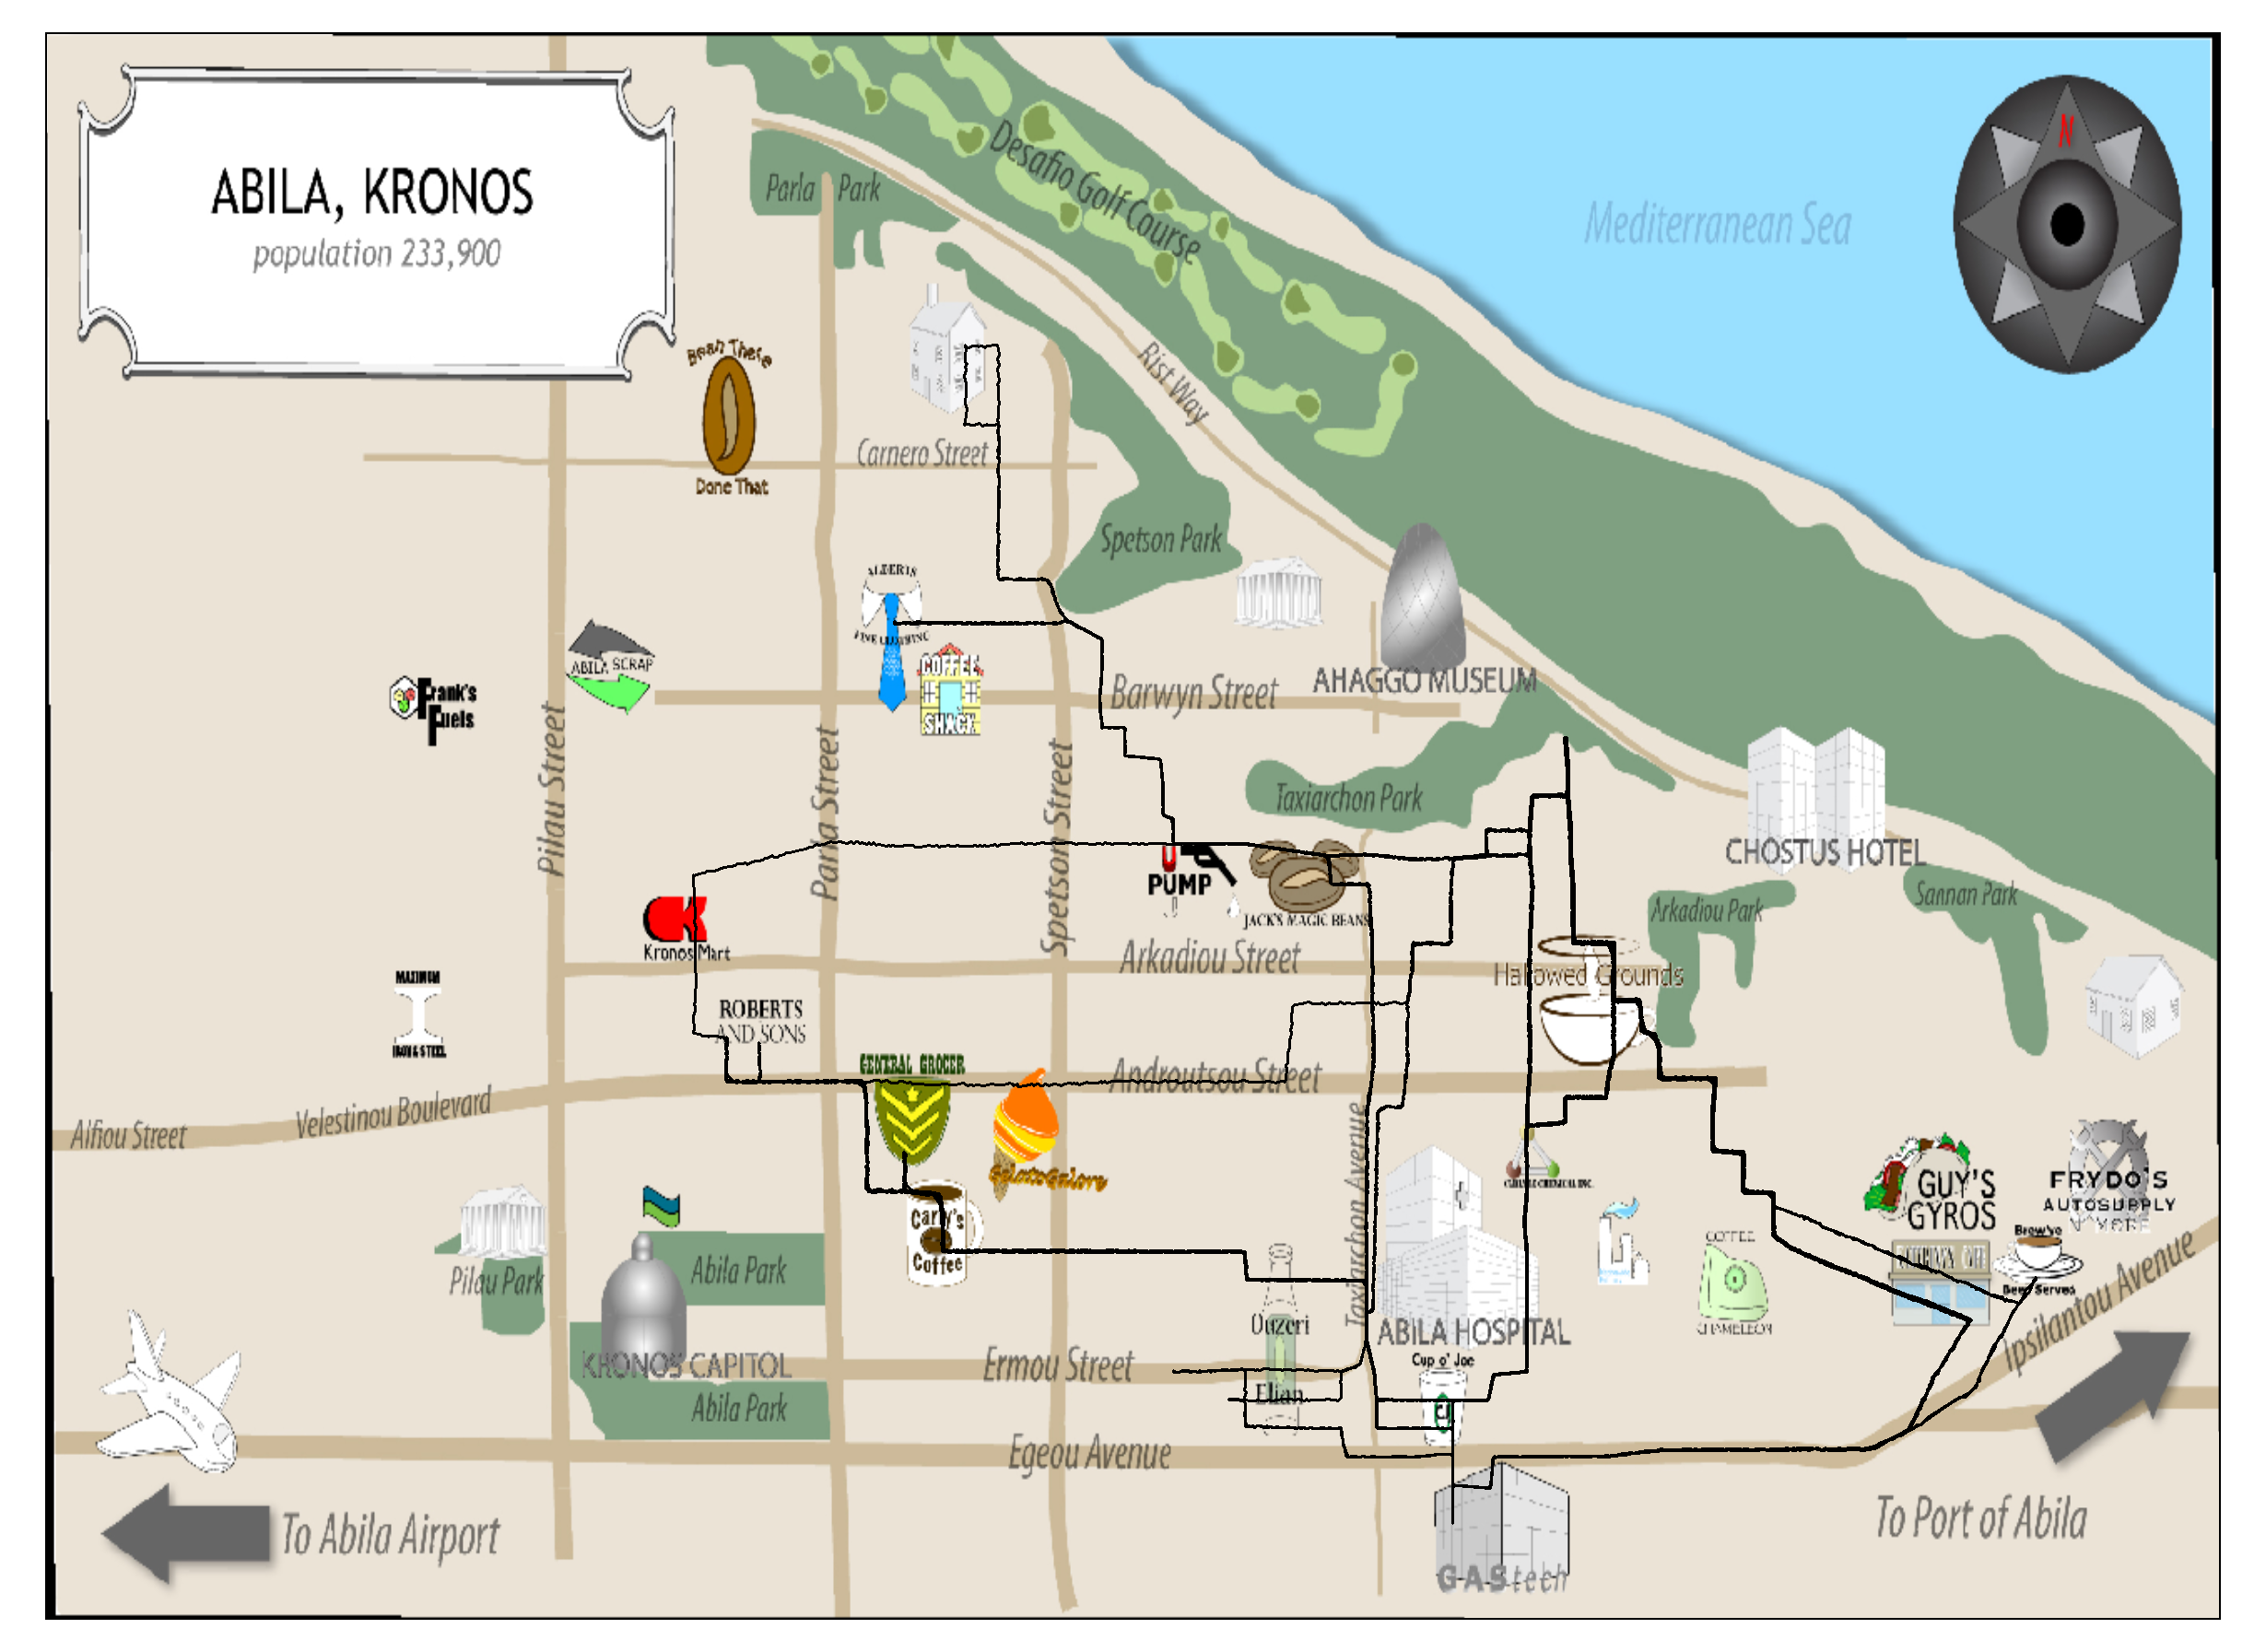 ABILA, KRONOS
population 233,900
N
Mediterranean Sea
Desafio Golf Course
Parla Park
Rist Way
Bean There
Done That
Carnero Street
Spetson Park
ALBERTS
FINE CLOTHING
ABILA SCRAP
Frank's
Fuels
COFFEE
SHACK
Barwyn Street
AHAGGO MUSEUM
Pilau Street
Parla Street
Spetson Street
Taxiarchon Park
CHOSTUS HOTEL
U
PUMP
JACK'S MAGIC BEANS
Arkadiou Park
Sannan Park
Kronos Mart
Arkadiou Street
Hallowed Grounds
MAXIMUM
IRON & STEEL
ROBERTS
AND SONS
GENERAL GROCER
Androutsou Street
Alfiou Street
Velestinou Boulevard
GelatoGalore
Taxiarchon Avenue
GUY'S
GYROS
FRYDO'S
AUTOSUPPLY
N' MORE
Carly's
Coffee
Brew've
Been Served
COFFEE
CHAMELEON
Pilau Park
Abila Park
Ouzeri
Elian
ABILA HOSPITAL
Ipsilantou Avenue
KRONOS CAPITOL
Ermou Street
Cup o' Joe
CJ
Abila Park
Egeou Avenue
To Abila Airport
To Port of Abila
GAStech